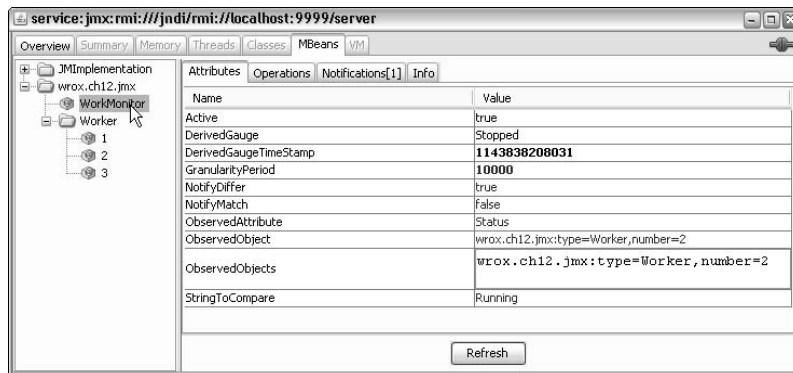 service:jmx:rmi:///jndi/rmi://localhost:9999/server
Overview Summary Memory Threads Classes MBeans VM
JMImplementation
wrox.ch12.jmx
WorkMonitor
Worker
1
2
3
Attributes Operations Notifications[1] Info
Name Value
Active true
DerivedGauge Stopped
DerivedGaugeTimeStamp 1143838208031
GranularityPeriod 10000
NotifyDiffer true
NotifyMatch false
ObservedAttribute Status
ObservedObject wrox.ch12.jmx:type=Worker,number=2
ObservedObjects wrox.ch12.jmx:type=Worker,number=2
StringToCompare Running
Refresh